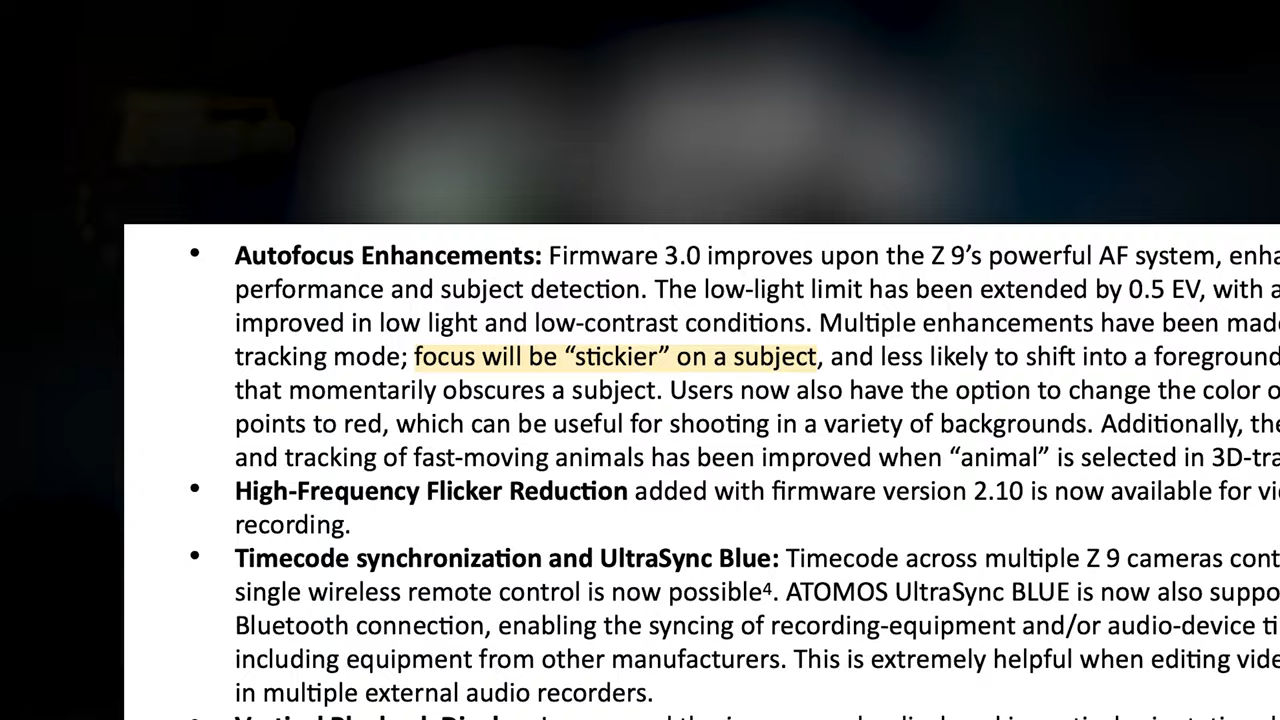 • Autofocus Enhancements: Firmware 3.0 improves upon the Z 9’s powerful AF system, enha
performance and subject detection. The low-light limit has been extended by 0.5 EV, with a
improved in low light and low-contrast conditions. Multiple enhancements have been made
tracking mode; focus will be “stickier” on a subject, and less likely to shift into a foreground
that momentarily obscures a subject. Users now also have the option to change the color o
points to red, which can be useful for shooting in a variety of backgrounds. Additionally, the
and tracking of fast-moving animals has been improved when “animal” is selected in 3D-tra
• High-Frequency Flicker Reduction added with firmware version 2.10 is now available for vi
recording.
• Timecode synchronization and UltraSync Blue: Timecode across multiple Z 9 cameras cont
single wireless remote control is now possible⁴. ATOMOS UltraSync BLUE is now also suppo
Bluetooth connection, enabling the syncing of recording-equipment and/or audio-device ti
including equipment from other manufacturers. This is extremely helpful when editing vide
in multiple external audio recorders.